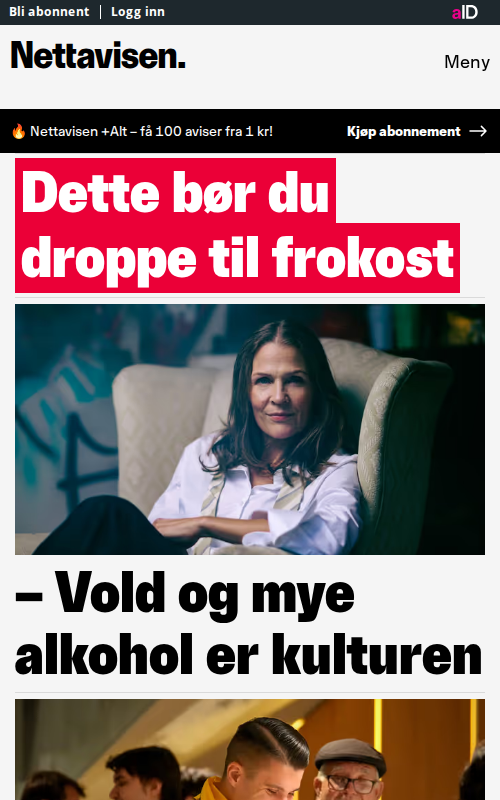 Bli abonnent | Logg inn
aID
Nettavisen.
Meny
🔥 Nettavisen +Alt – få 100 aviser fra 1 kr!
Kjøp abonnement →
Dette bør du
droppe til frokost
– Vold og mye
alkohol er kulturen